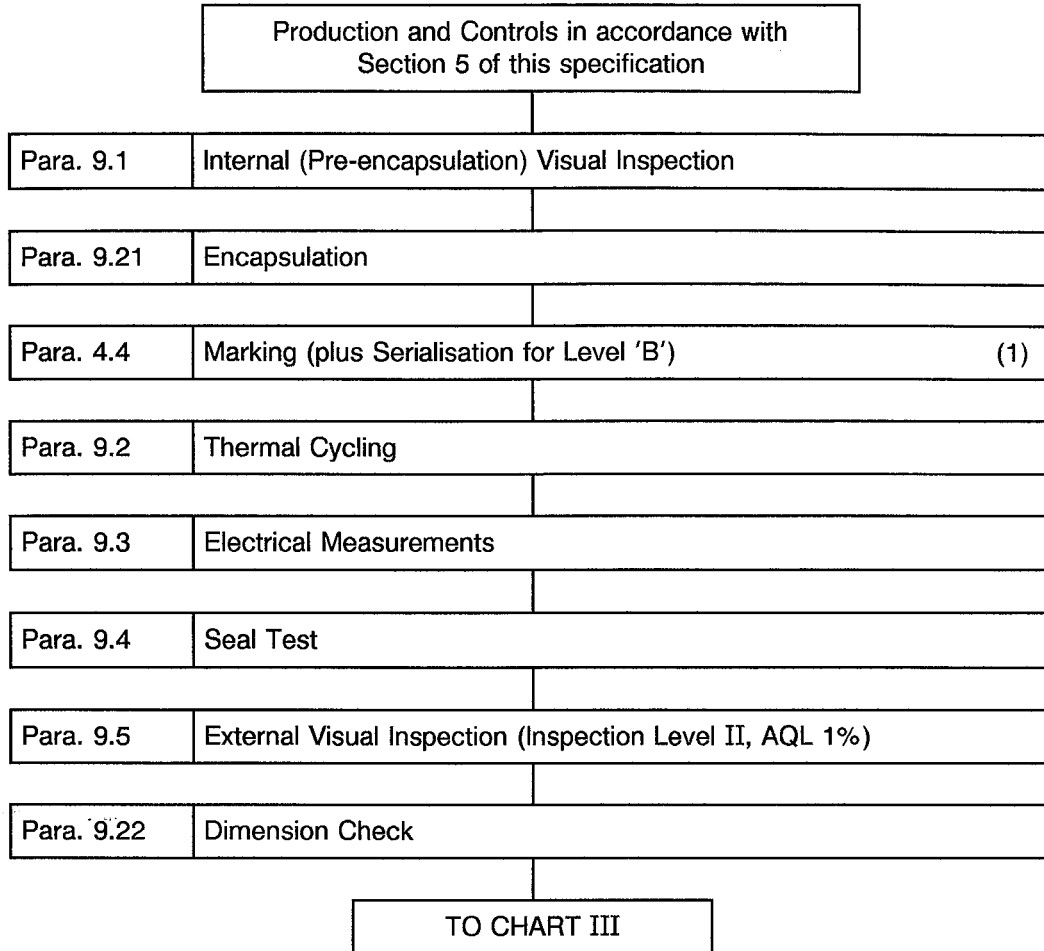 Production and Controls in accordance with
Section 5 of this specification
Para. 9.1 Internal (Pre-encapsulation) Visual Inspection
Para. 9.21 Encapsulation
Para. 4.4 Marking (plus Serialisation for Level 'B') (1)
Para. 9.2 Thermal Cycling
Para. 9.3 Electrical Measurements
Para. 9.4 Seal Test
Para. 9.5 External Visual Inspection (Inspection Level II, AQL 1%)
Para. 9.22 Dimension Check
TO CHART III